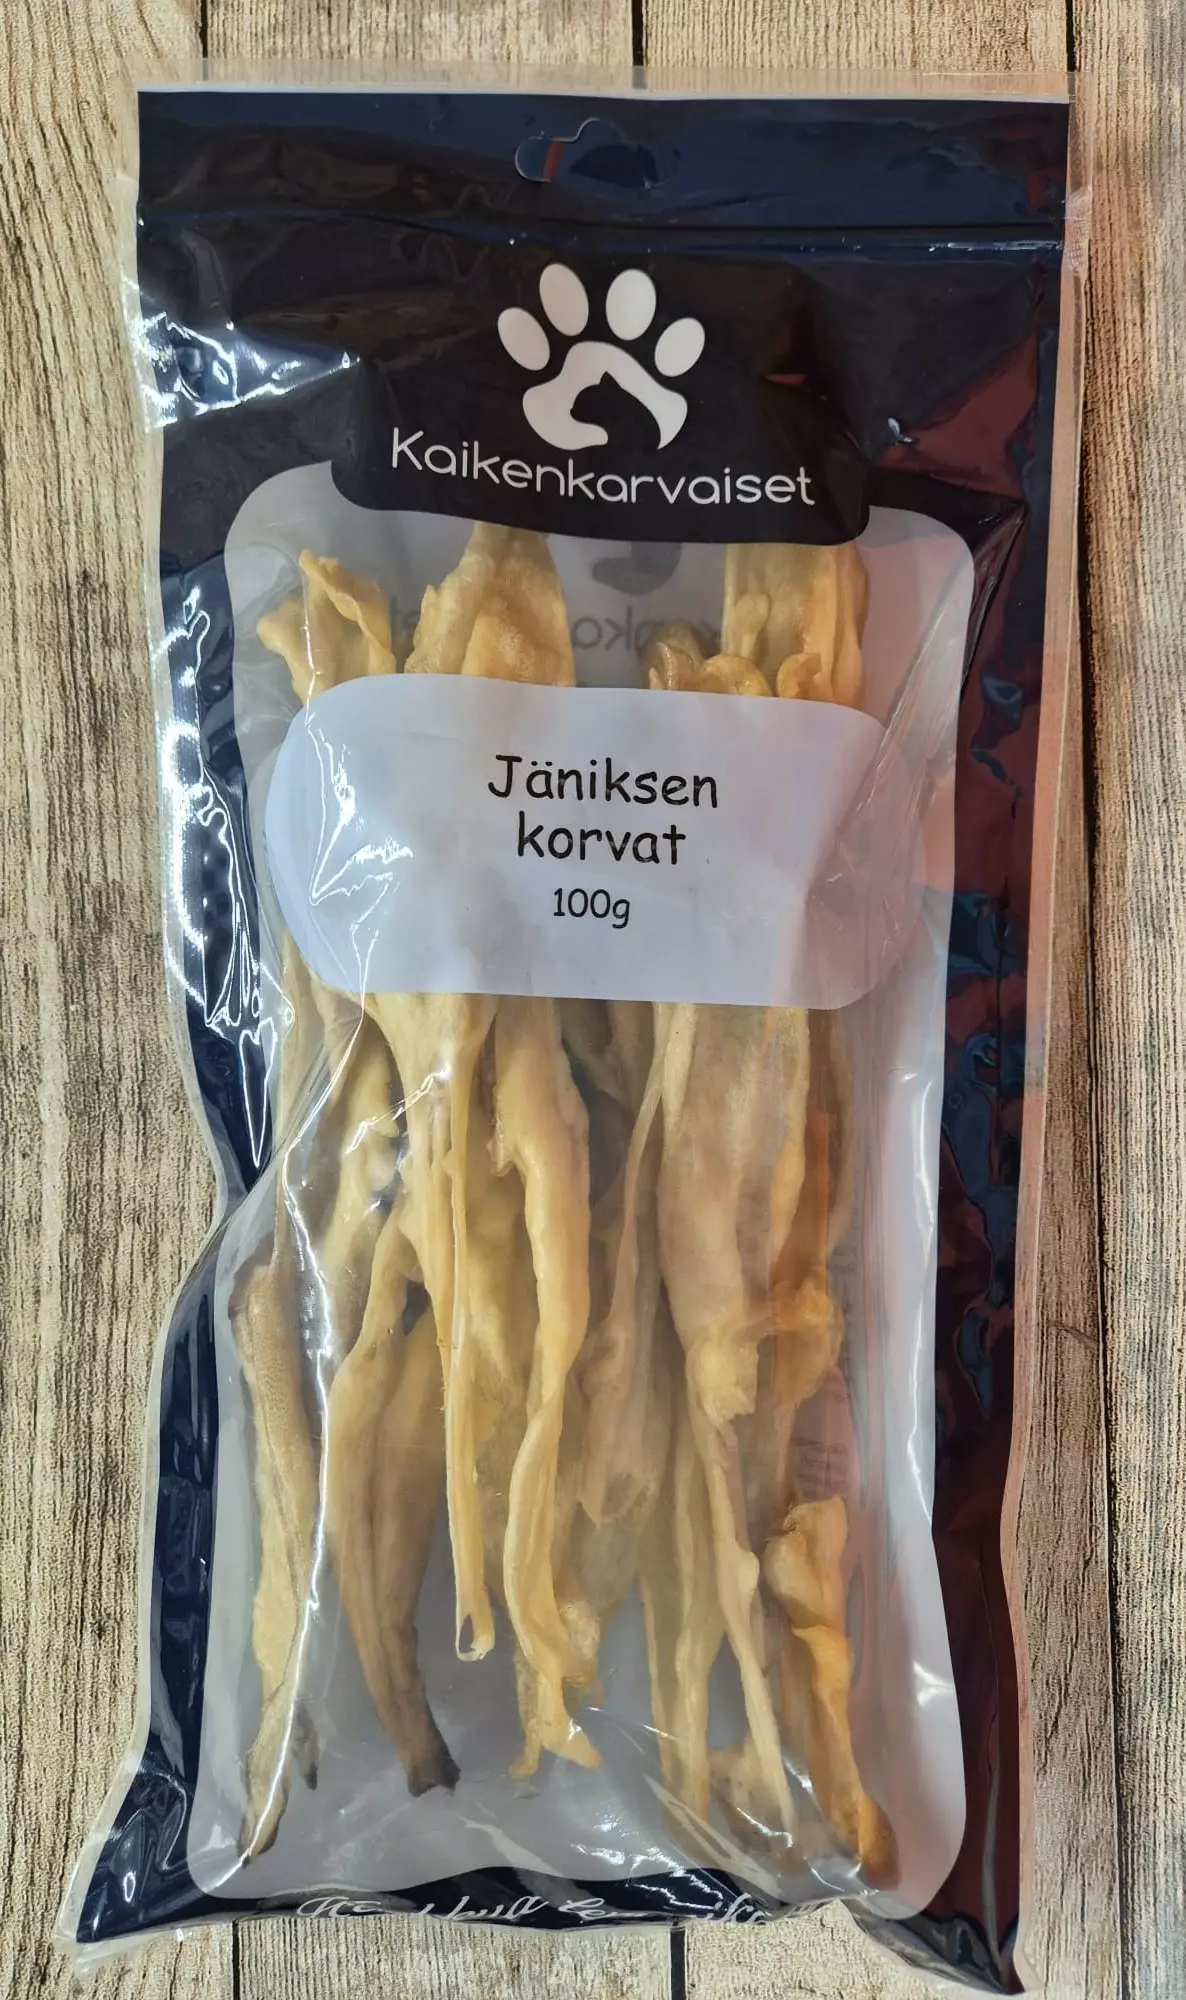 Kaikenkarvaiset
Jäniksen
korvat
100g